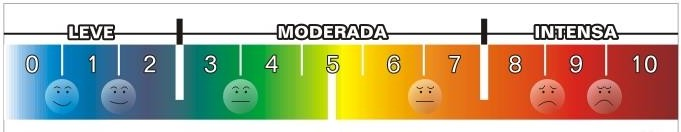 LEVE MODERADA INTENSA
0 1 2 3 4 5 6 7 8 9 10